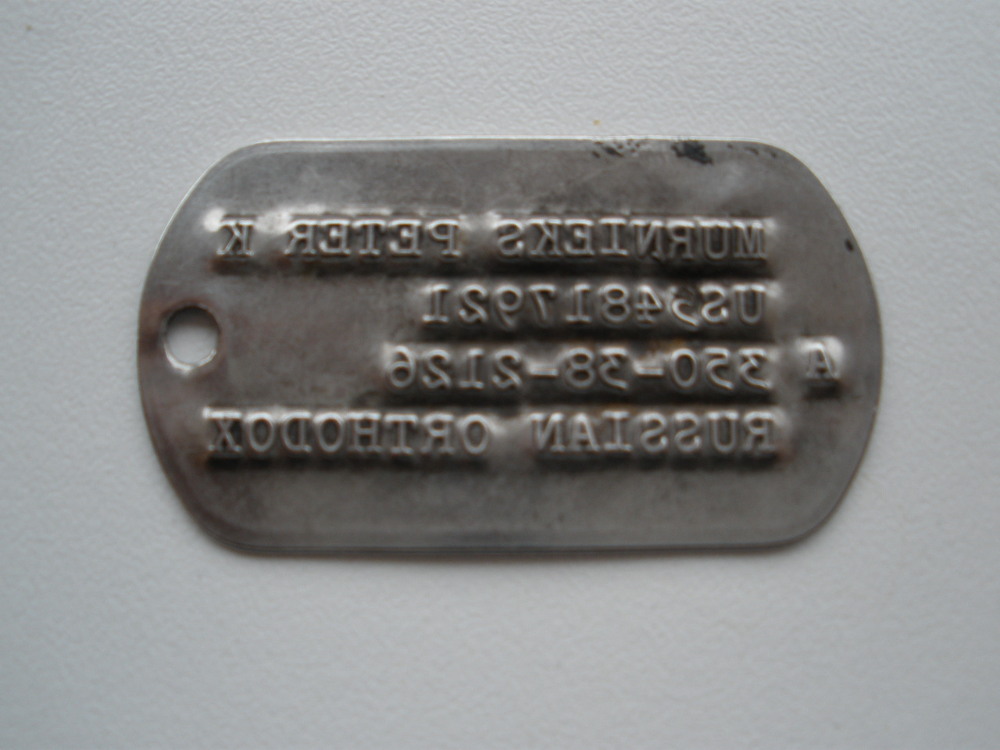 MURNIEKS PETER K
US54817921
350-38-2126 A
RUSSIAN ORTHODOX